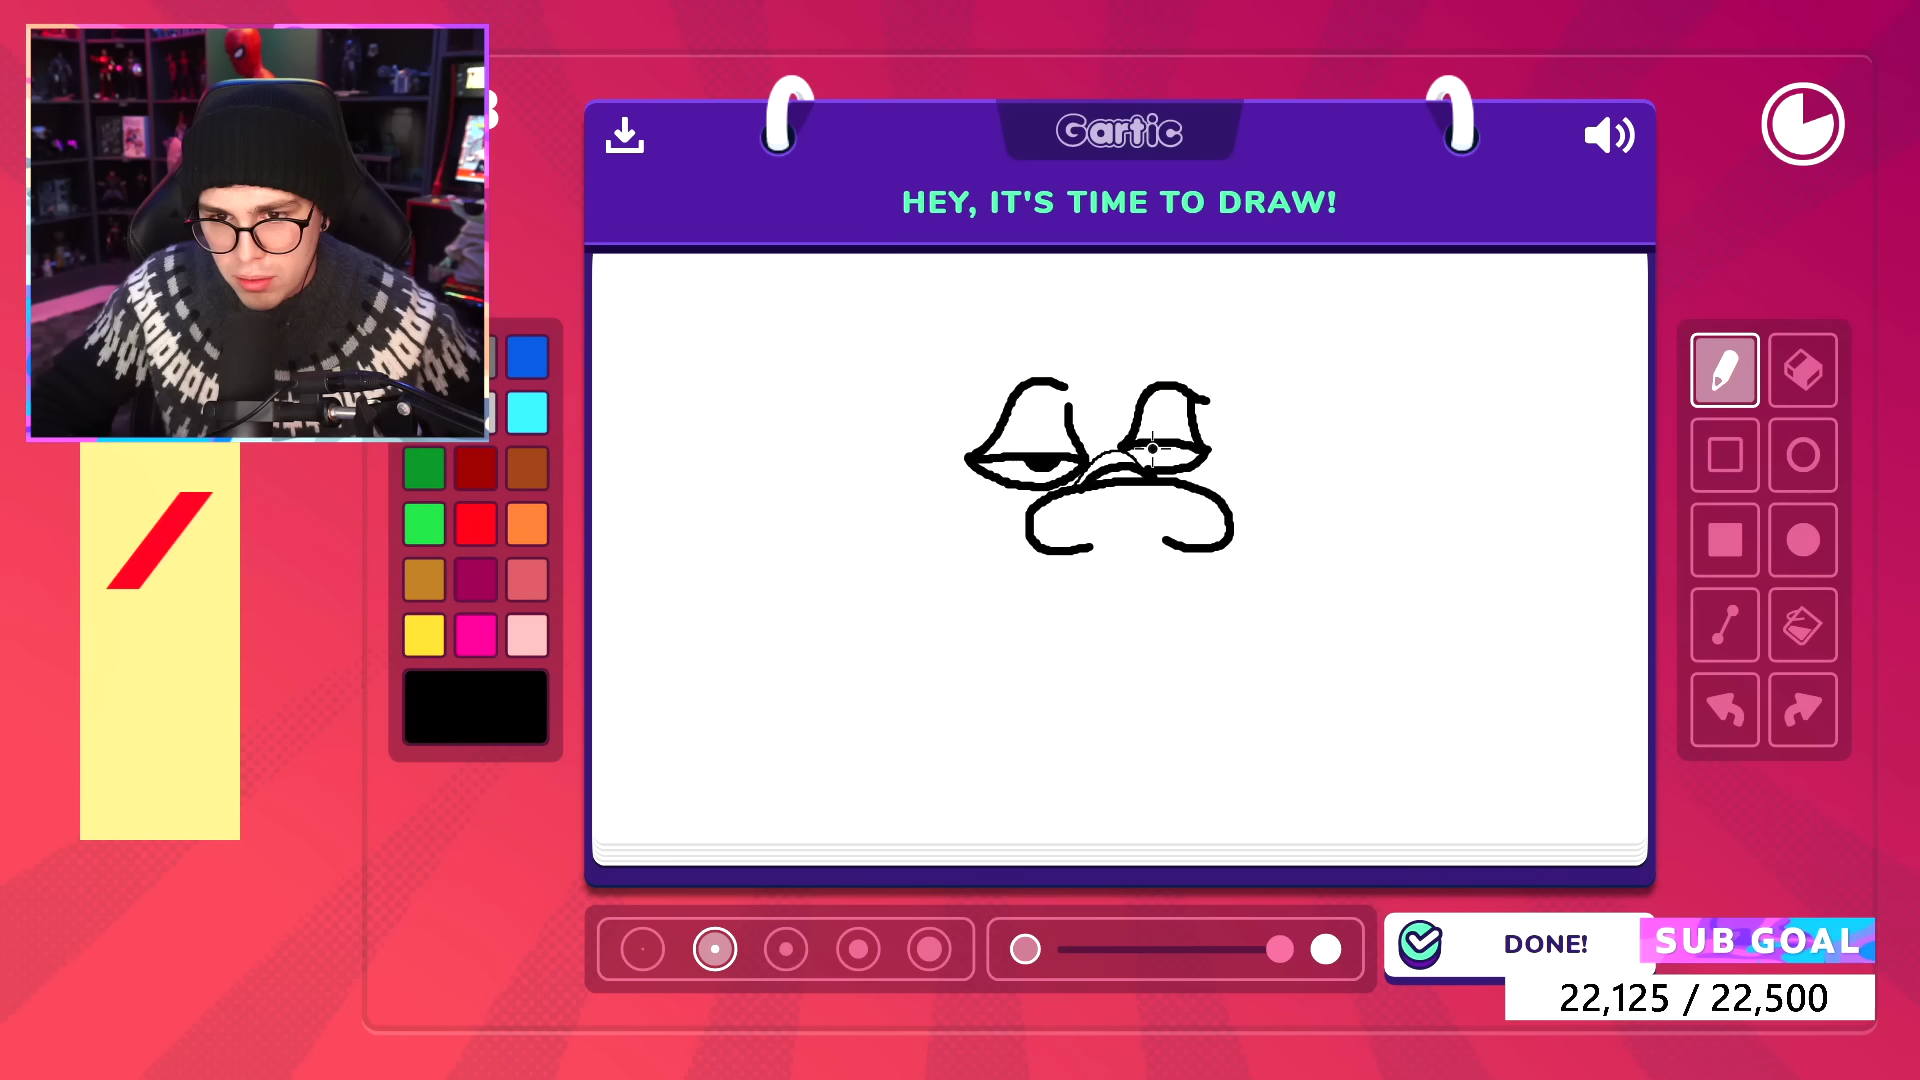 Gartic
HEY, IT'S TIME TO DRAW!
DONE!
SUB GOAL
22,125 / 22,500